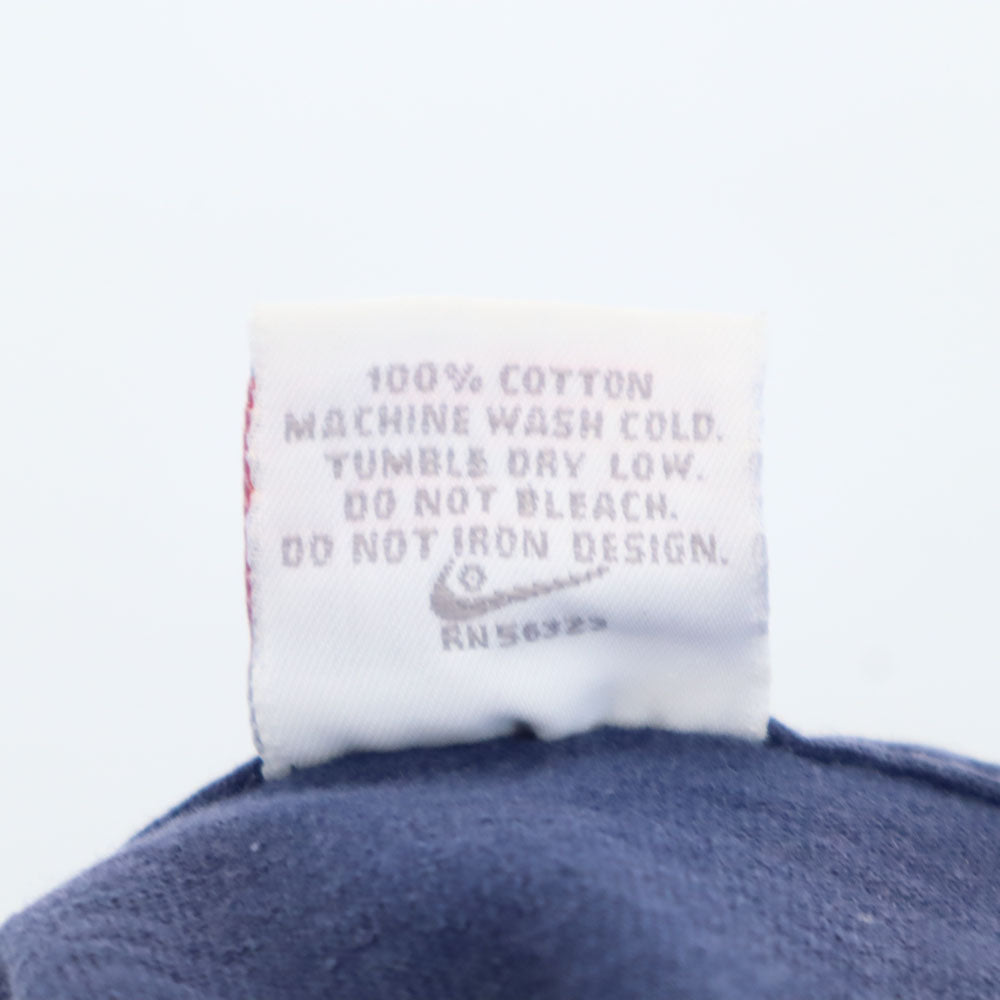 100% COTTON
MACHINE WASH COLD.
TUMBLE DRY LOW.
DO NOT BLEACH.
DO NOT IRON DESIGN.
RN 56323